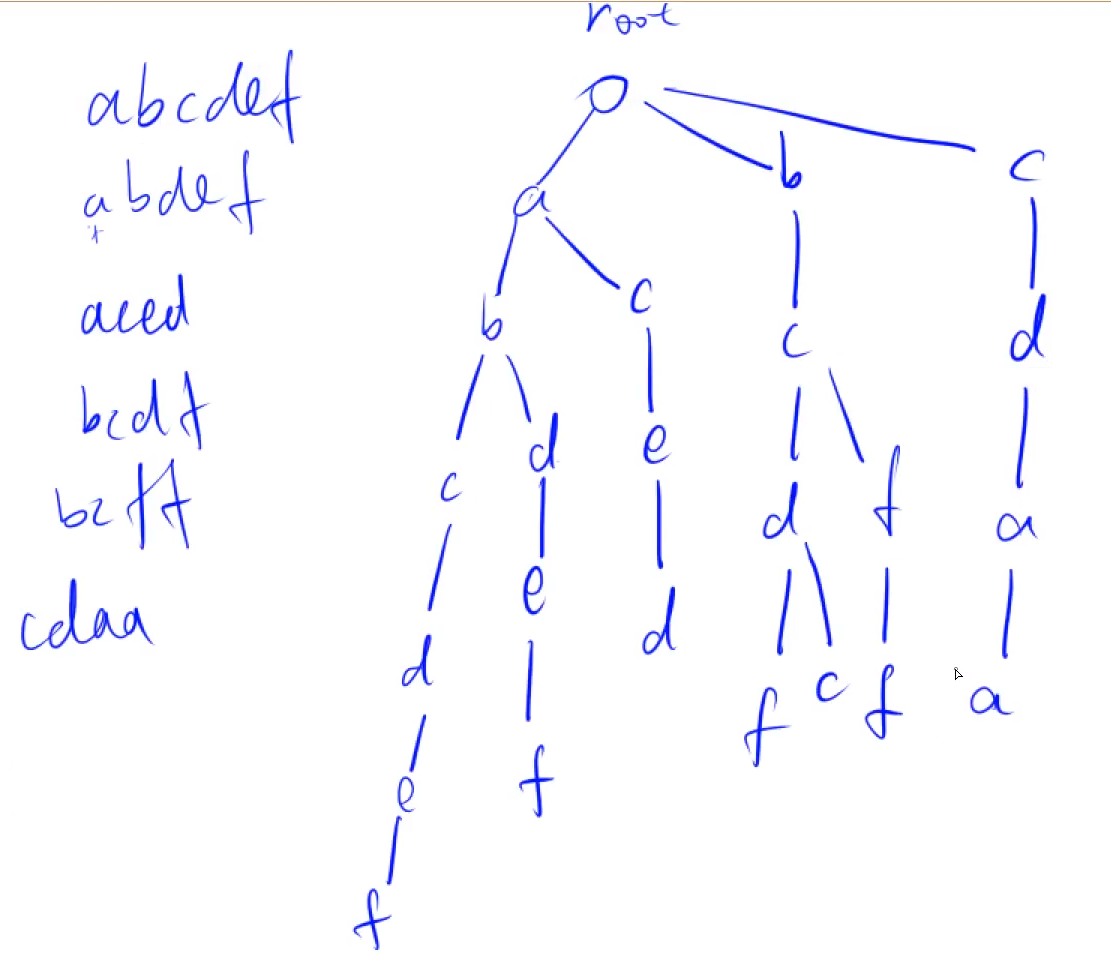 root
abcdef
abdef
aced
bcdf
bcff
cdaa
O
a b c
b c c d
c d e d f a
d e d f c f a
e f
f